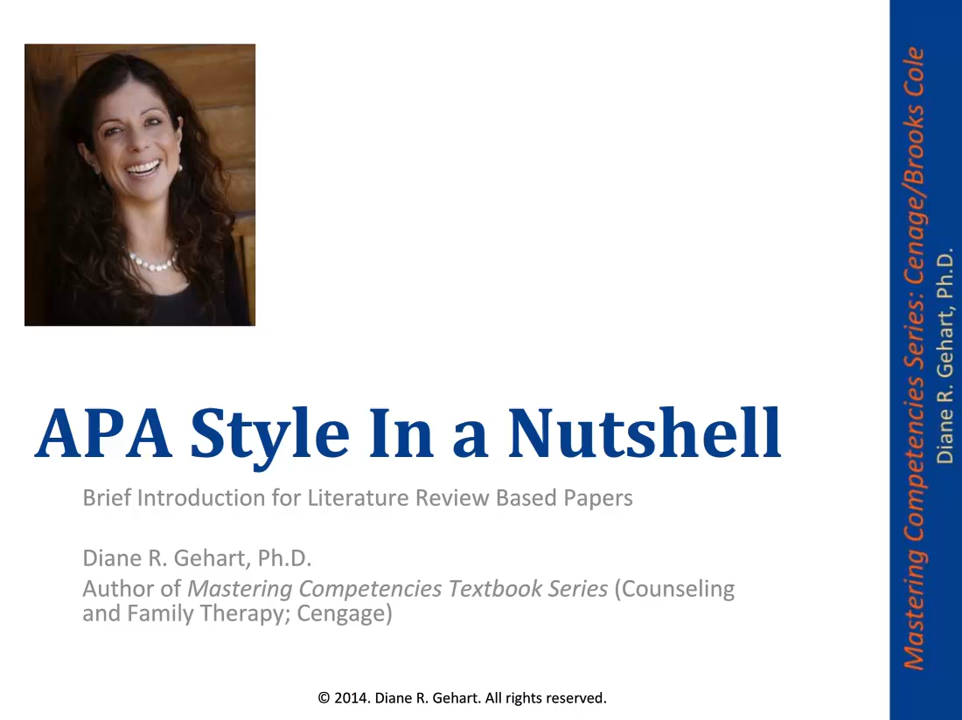 APA Style In a Nutshell
Brief Introduction for Literature Review Based Papers
Diane R. Gehart, Ph.D.
Author of Mastering Competencies Textbook Series (Counseling
and Family Therapy; Cengage)
© 2014. Diane R. Gehart. All rights reserved.
Mastering Competencies Series: Cenage/Brooks Cole
Diane R. Gehart, Ph.D.